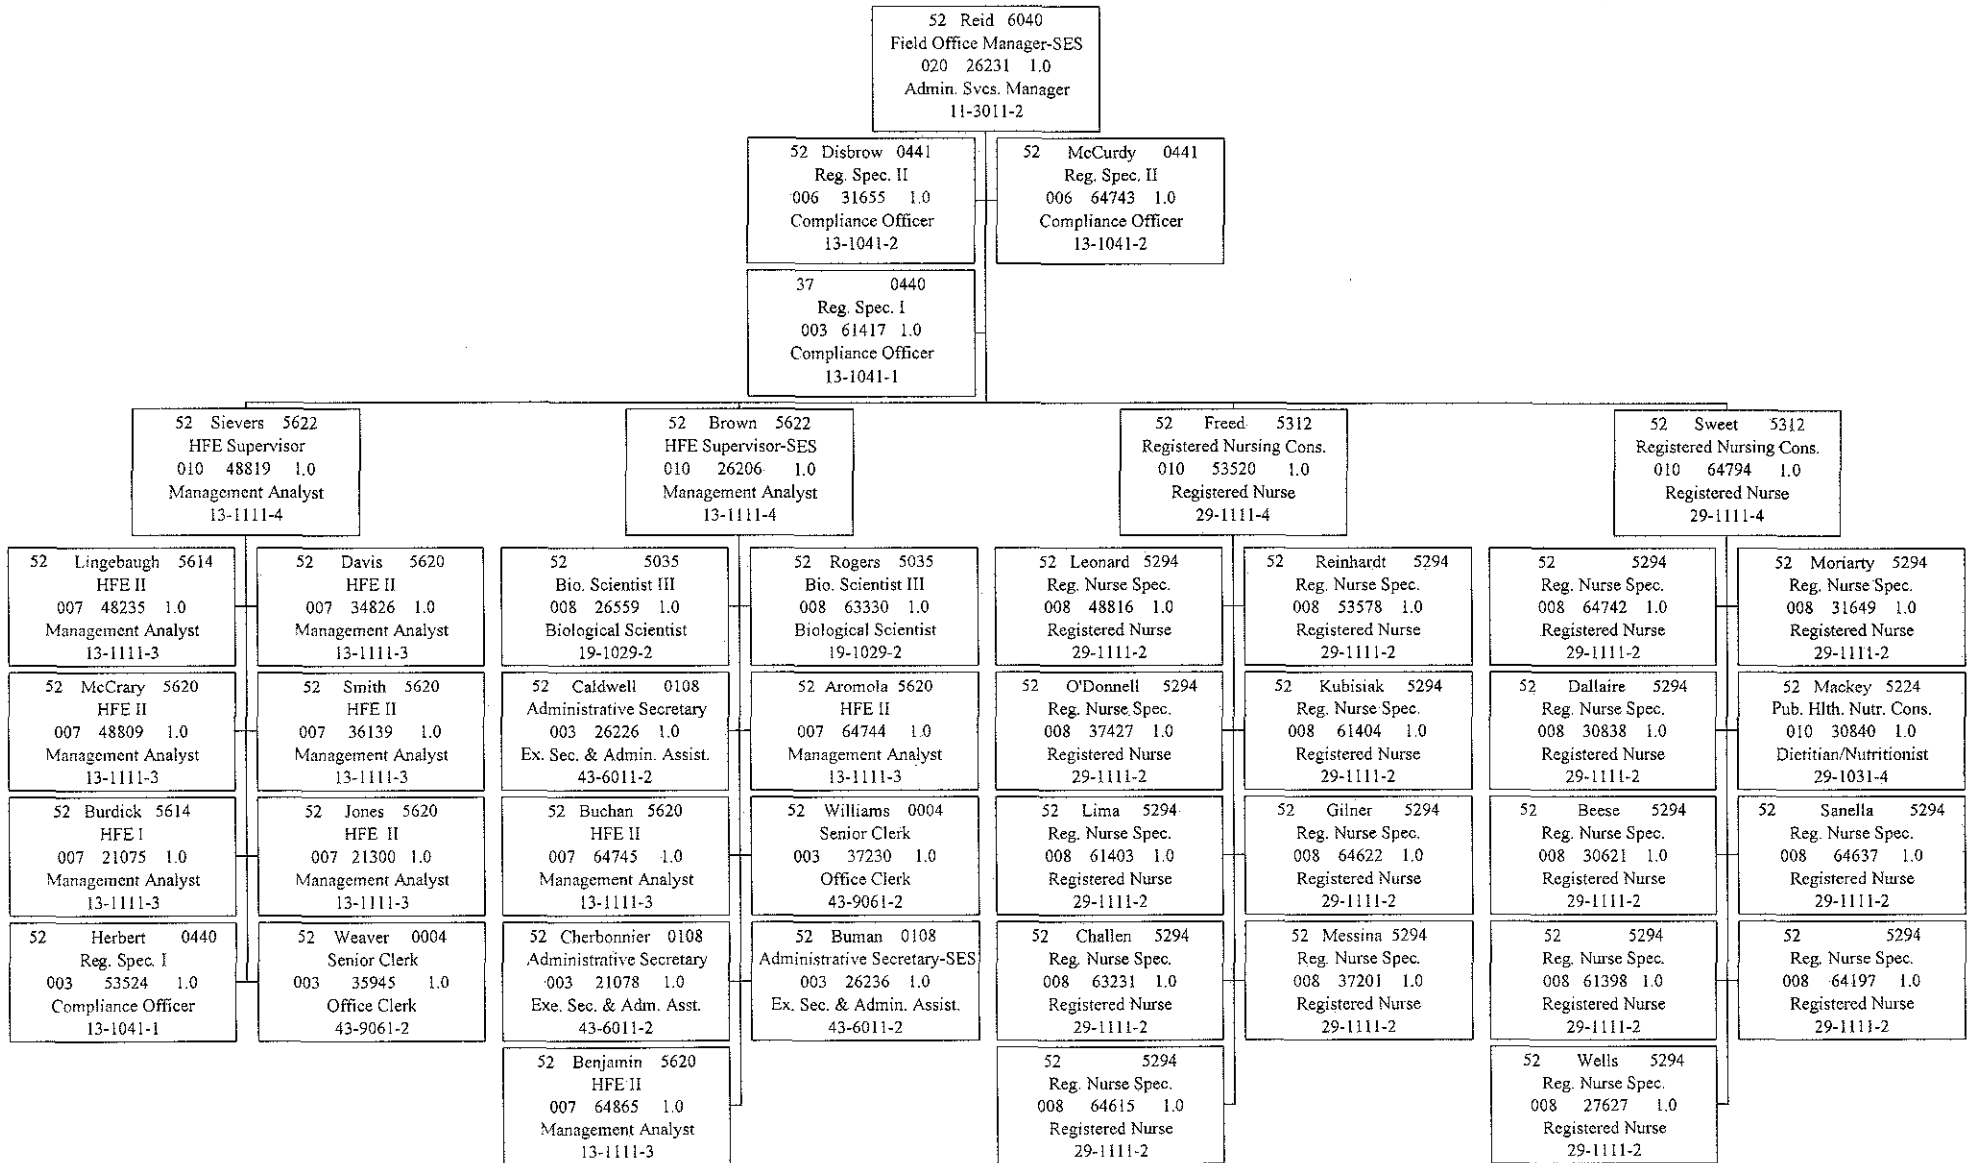 52 Reid 6040
Field Office Manager-SES
020 26231 1.0
Admin. Svcs. Manager
11-3011-2
52 Disbrow 0441
Reg. Spec. II
006 31655 1.0
Compliance Officer
13-1041-2
52 McCurdy 0441
Reg. Spec. II
006 64743 1.0
Compliance Officer
13-1041-2
37 0440
Reg. Spec. I
003 61417 1.0
Compliance Officer
13-1041-1
52 Sievers 5622
HFE Supervisor
010 48819 1.0
Management Analyst
13-1111-4
52 Brown 5622
HFE Supervisor-SES
010 26206 1.0
Management Analyst
13-1111-4
52 Freed 5312
Registered Nursing Cons.
010 53520 1.0
Registered Nurse
29-1111-4
52 Sweet 5312
Registered Nursing Cons.
010 64794 1.0
Registered Nurse
29-1111-4
52 Lingebaugh 5614
HFE II
007 48235 1.0
Management Analyst
13-1111-3
52 Davis 5620
HFE II
007 34826 1.0
Management Analyst
13-1111-3
52 5035
Bio. Scientist III
008 26559 1.0
Biological Scientist
19-1029-2
52 Rogers 5035
Bio. Scientist III
008 63330 1.0
Biological Scientist
19-1029-2
52 Leonard 5294
Reg. Nurse Spec.
008 48816 1.0
Registered Nurse
29-1111-2
52 Reinhardt 5294
Reg. Nurse Spec.
008 53578 1.0
Registered Nurse
29-1111-2
52 5294
Reg. Nurse Spec.
008 64742 1.0
Registered Nurse
29-1111-2
52 Moriarty 5294
Reg. Nurse Spec.
008 31649 1.0
Registered Nurse
29-1111-2
52 McCrary 5620
HFE II
007 48809 1.0
Management Analyst
13-1111-3
52 Smith 5620
HFE II
007 36139 1.0
Management Analyst
13-1111-3
52 Caldwell 0108
Administrative Secretary
003 26226 1.0
Ex. Sec. & Admin. Assist.
43-6011-2
52 Aromola 5620
HFE II
007 64744 1.0
Management Analyst
13-1111-3
52 O'Donnell 5294
Reg. Nurse Spec.
008 37427 1.0
Registered Nurse
29-1111-2
52 Kubisiak 5294
Reg. Nurse Spec.
008 61404 1.0
Registered Nurse
29-1111-2
52 Dallaire 5294
Reg. Nurse Spec.
008 30838 1.0
Registered Nurse
29-1111-2
52 Mackey 5224
Pub. Hlth. Nutr. Cons.
010 30840 1.0
Dietitian/Nutritionist
29-1031-4
52 Burdick 5614
HFE I
007 21075 1.0
Management Analyst
13-1111-3
52 Jones 5620
HFE II
007 21300 1.0
Management Analyst
13-1111-3
52 Buchan 5620
HFE II
007 64745 1.0
Management Analyst
13-1111-3
52 Williams 0004
Senior Clerk
003 37230 1.0
Office Clerk
43-9061-2
52 Lima 5294
Reg. Nurse Spec.
008 61403 1.0
Registered Nurse
29-1111-2
52 Gilner 5294
Reg. Nurse Spec.
008 64622 1.0
Registered Nurse
29-1111-2
52 Beese 5294
Reg. Nurse Spec.
008 30621 1.0
Registered Nurse
29-1111-2
52 Sanella 5294
Reg. Nurse Spec.
008 64637 1.0
Registered Nurse
29-1111-2
52 Herbert 0440
Reg. Spec. I
003 53524 1.0
Compliance Officer
13-1041-1
52 Weaver 0004
Senior Clerk
003 35945 1.0
Office Clerk
43-9061-2
52 Cherbonnier 0108
Administrative Secretary
003 21078 1.0
Exe. Sec. & Adm. Asst.
43-6011-2
52 Buman 0108
Administrative Secretary-SES
003 26236 1.0
Ex. Sec. & Admin. Assist.
43-6011-2
52 Challen 5294
Reg. Nurse Spec.
008 63231 1.0
Registered Nurse
29-1111-2
52 Messina 5294
Reg. Nurse Spec.
008 37201 1.0
Registered Nurse
29-1111-2
52 5294
Reg. Nurse Spec.
008 61398 1.0
Registered Nurse
29-1111-2
52 5294
Reg. Nurse Spec.
008 64197 1.0
Registered Nurse
29-1111-2
52 Benjamin 5620
HFE II
007 64865 1.0
Management Analyst
13-1111-3
52 5294
Reg. Nurse Spec.
008 64615 1.0
Registered Nurse
29-1111-2
52 Wells 5294
Reg. Nurse Spec.
008 27627 1.0
Registered Nurse
29-1111-2